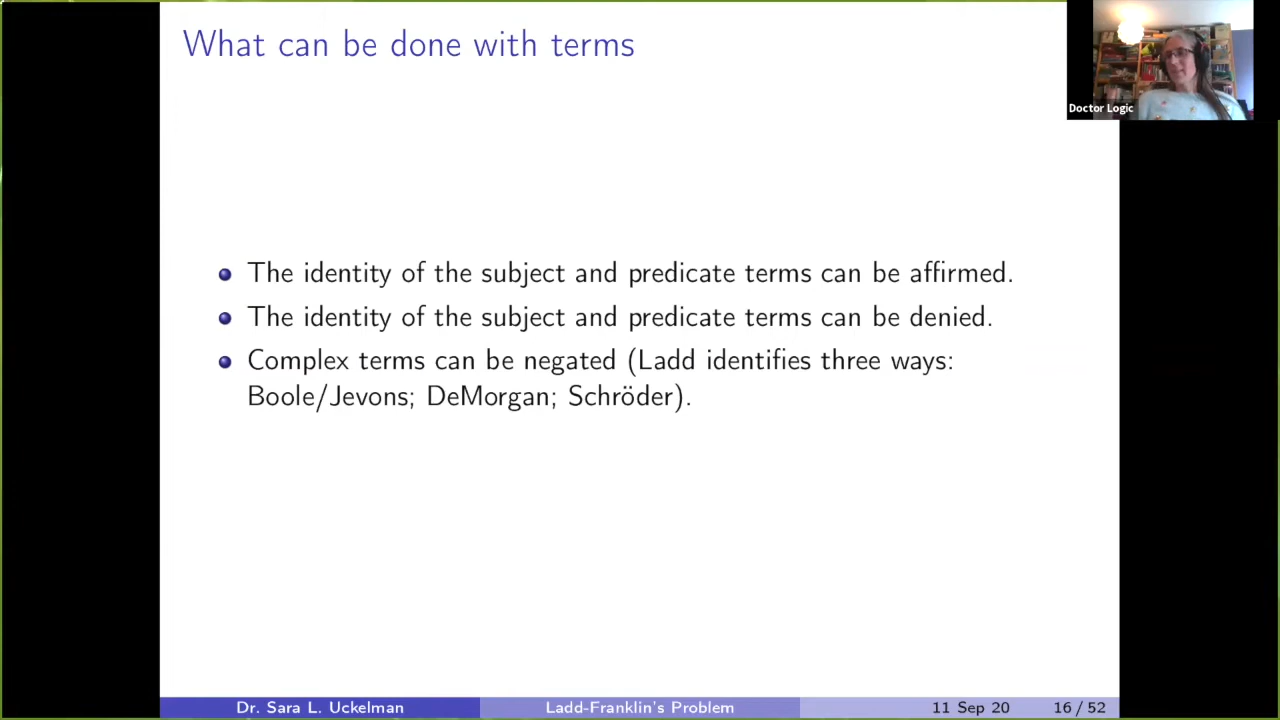 What can be done with terms
Doctor Logic
The identity of the subject and predicate terms can be affirmed.
The identity of the subject and predicate terms can be denied.
Complex terms can be negated (Ladd identifies three ways:
Boole/Jevons; DeMorgan; Schröder).
Dr. Sara L. Uckelman Ladd-Franklin's Problem 11 Sep 20 16 / 52